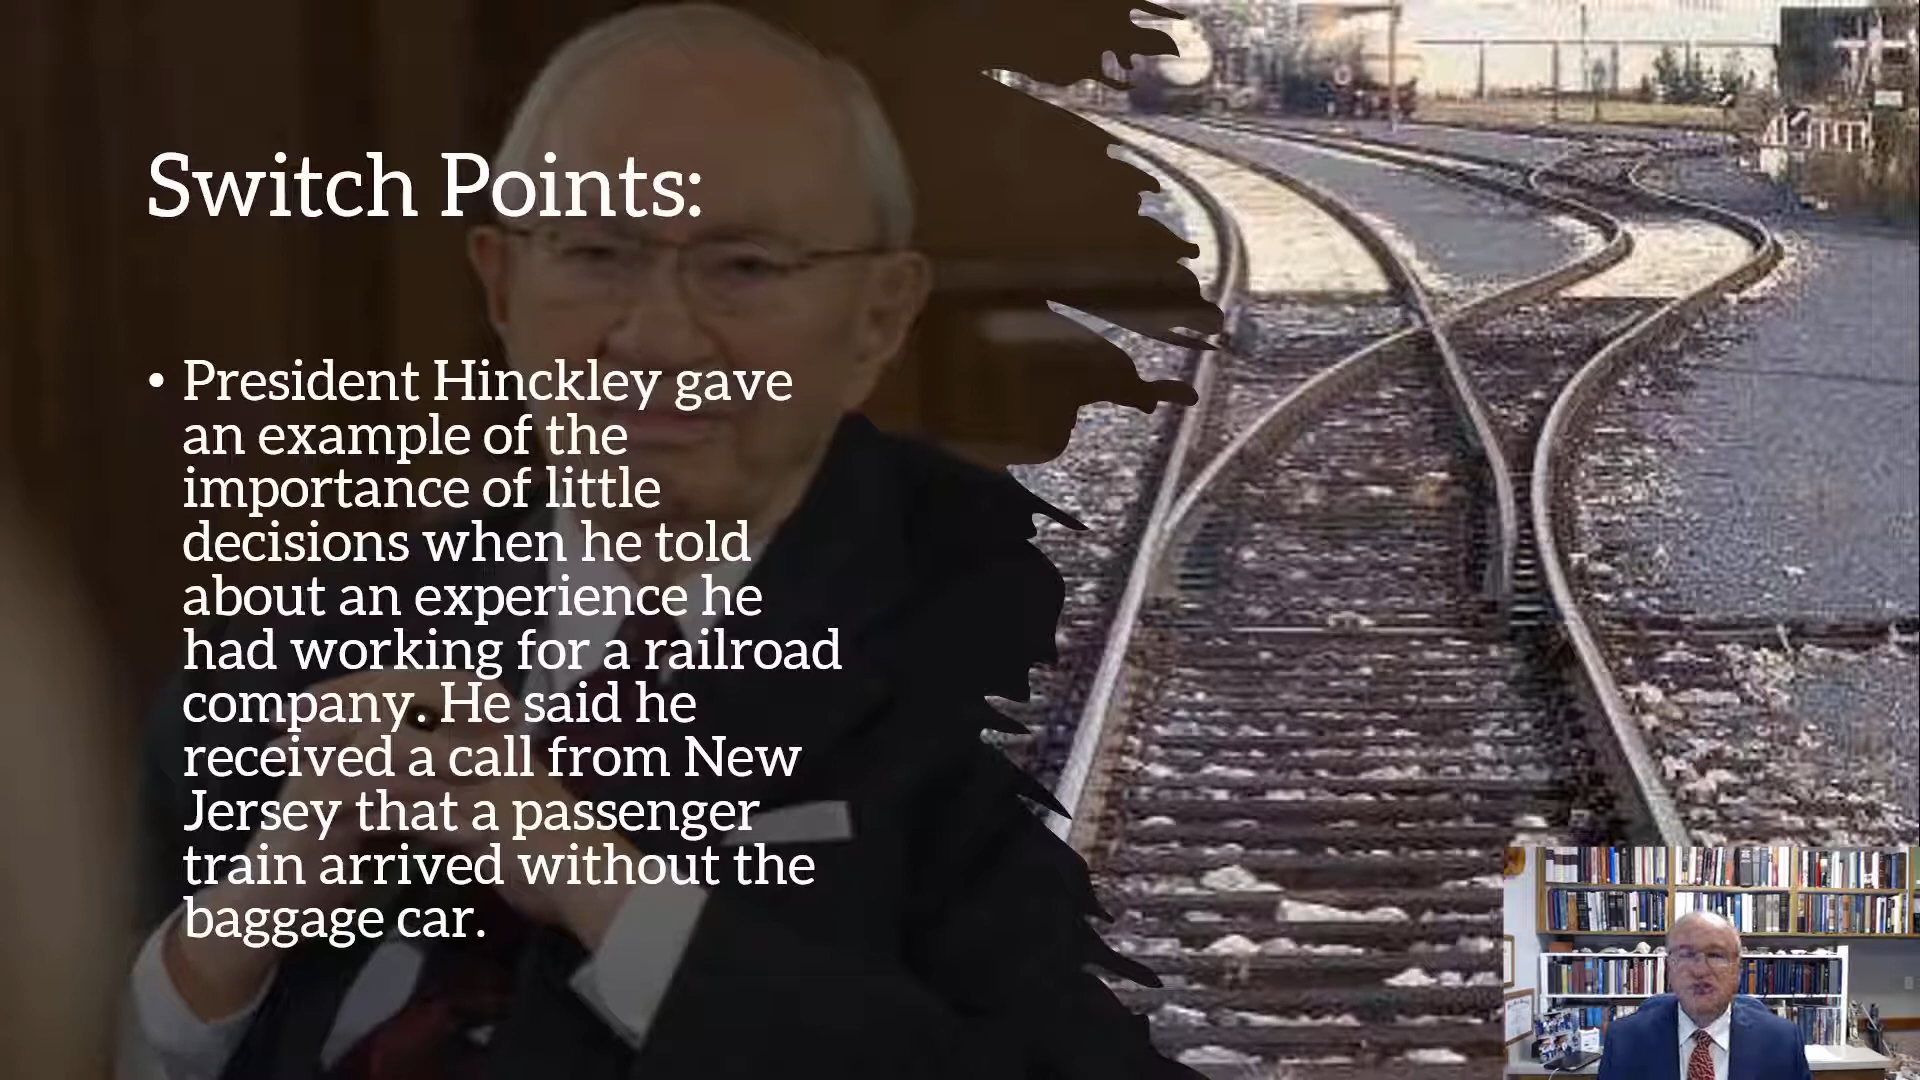 Switch Points:
• President Hinckley gave
an example of the
importance of little
decisions when he told
about an experience he
had working for a railroad
company. He said he
received a call from New
Jersey that a passenger
train arrived without the
baggage car.